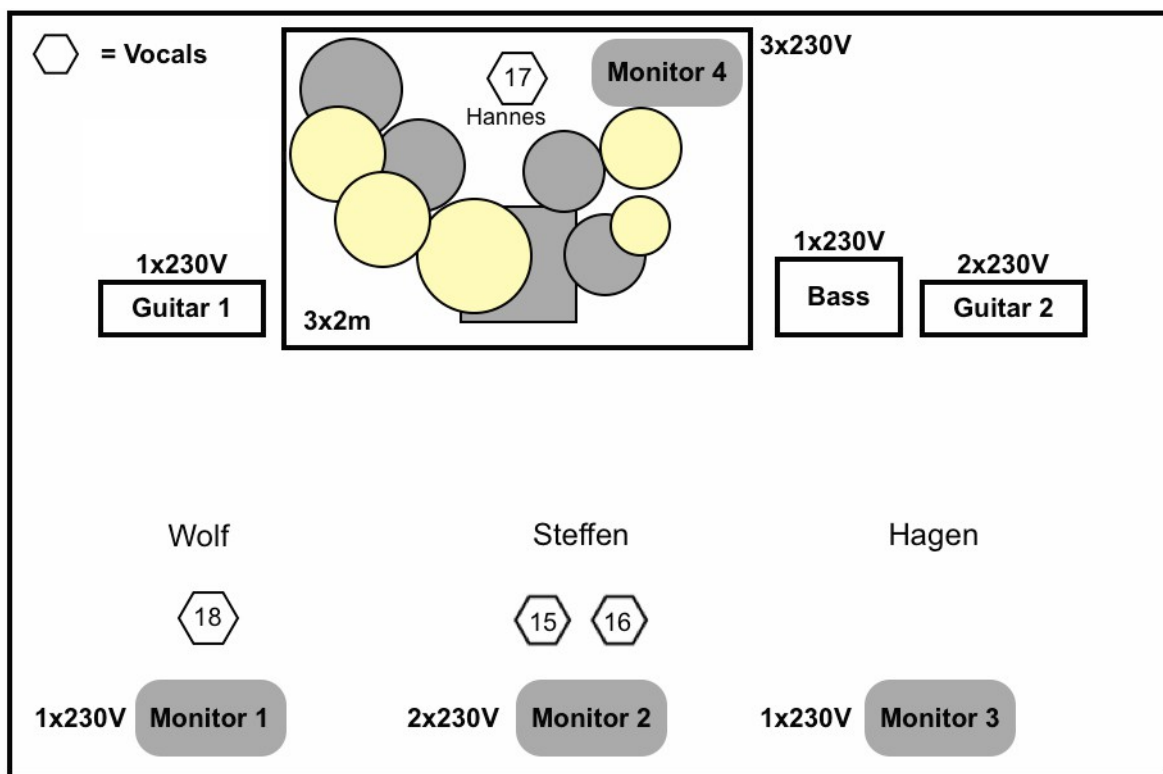 = Vocals
17
Hannes
Monitor 4
3x230V
1x230V
Guitar 1
3x2m
1x230V
Bass
2x230V
Guitar 2
Wolf
Steffen
Hagen
18
15
16
1x230V
Monitor 1
2x230V
Monitor 2
1x230V
Monitor 3